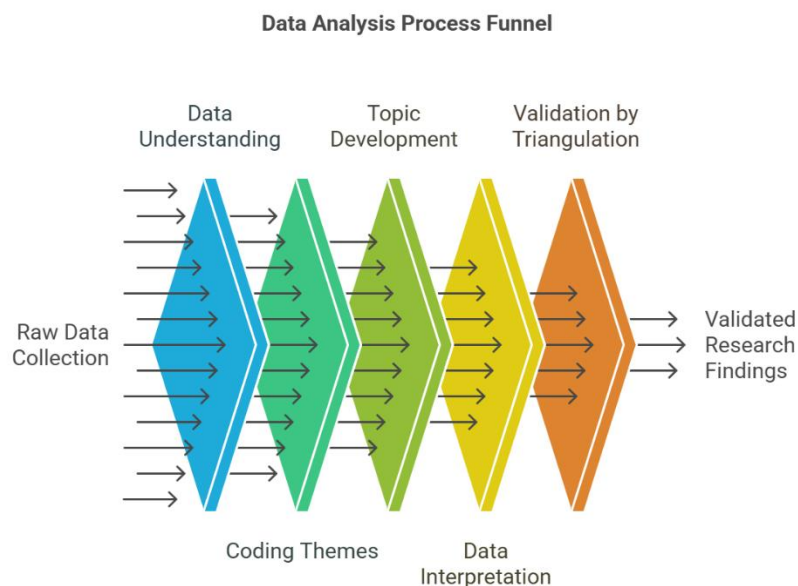 Data Analysis Process Funnel
Data
Understanding
Topic
Development
Validation by
Triangulation
Raw Data
Collection
Validated
Research
Findings
Coding Themes
Data
Interpretation